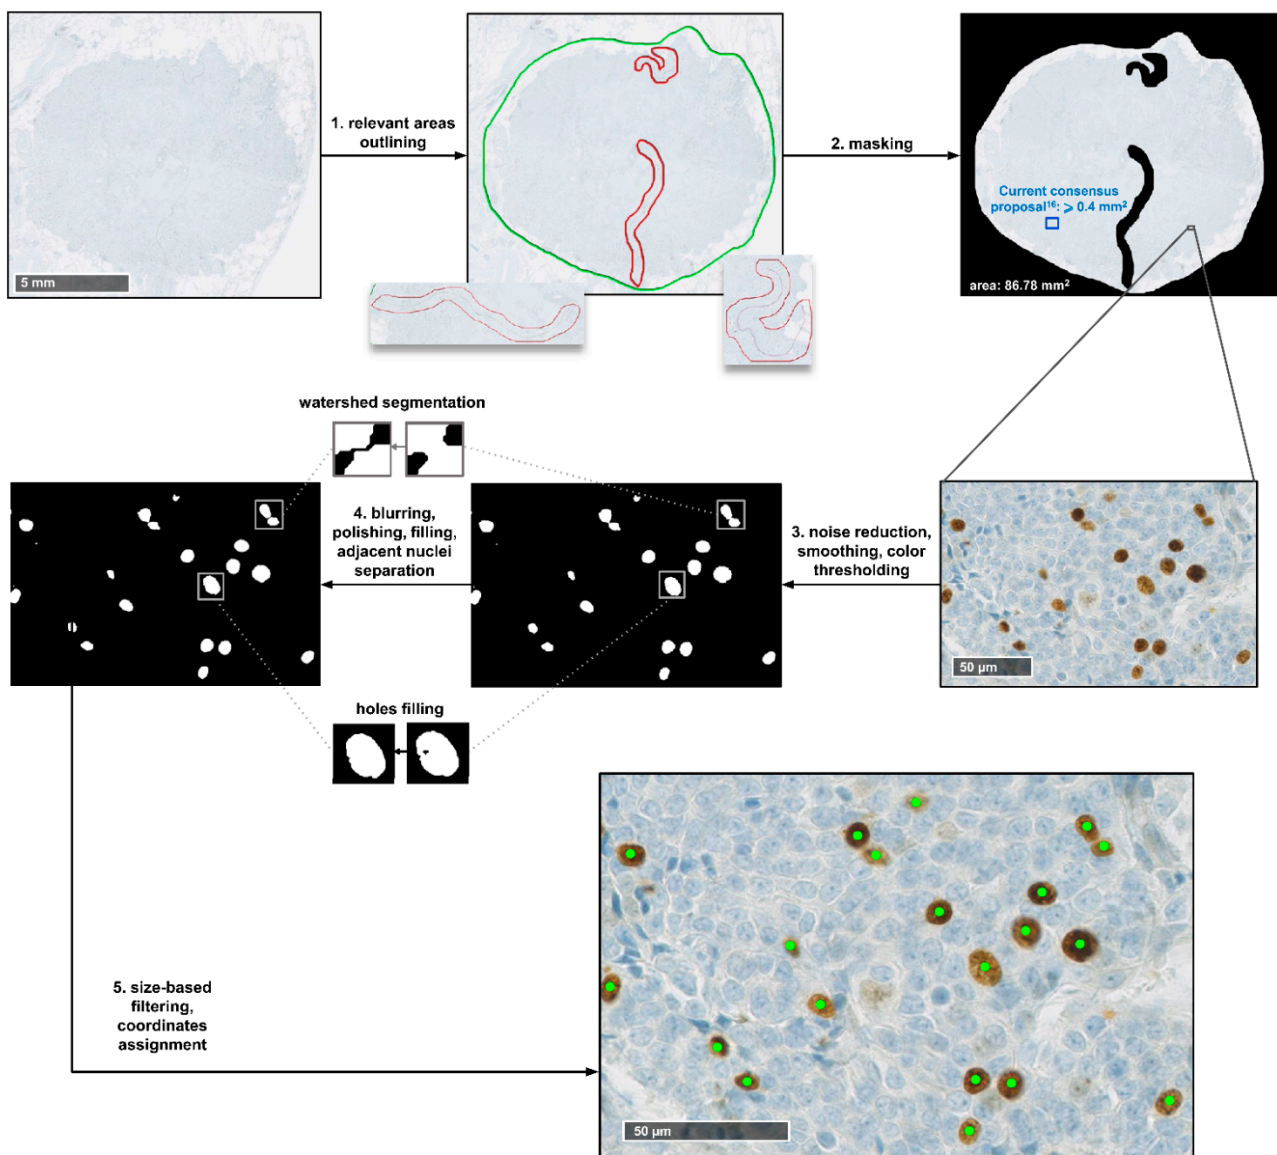 5 mm
1. relevant areas
outlining
2. masking
Current consensus
proposal¹⁶: ⩾ 0.4 mm²
area: 86.78 mm²
watershed segmentation
4. blurring,
polishing, filling,
adjacent nuclei
separation
3. noise reduction,
smoothing, color
thresholding
50 µm
holes filling
5. size-based
filtering,
coordinates
assignment
50 µm